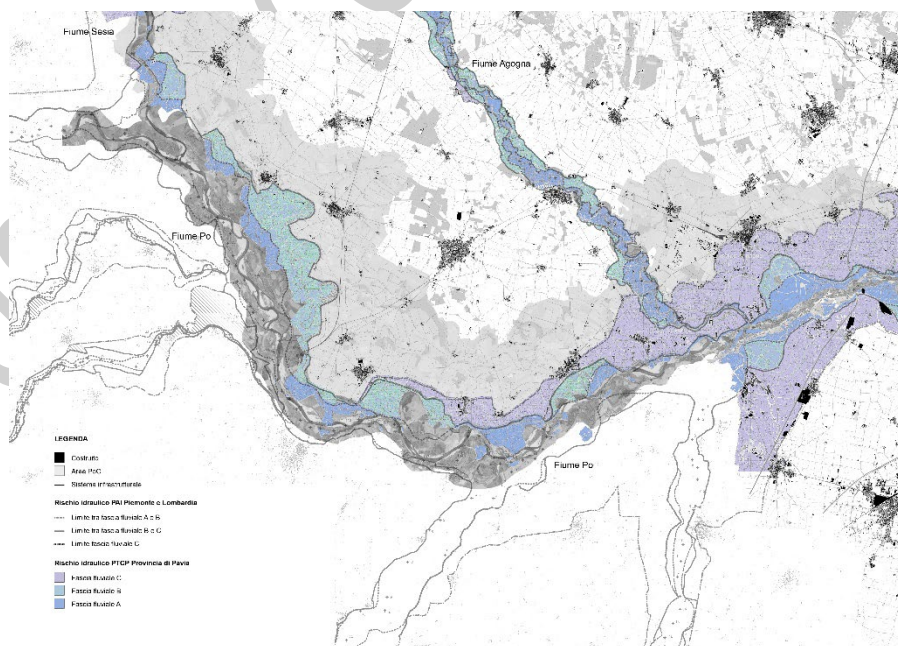 Fiume Sesia
Fiume Agogna
Fiume Po
Fiume Po
LEGENDA
Costruito
Aree PoC
Sistema infrastrutturale
Rischio idraulico PAI Piemonte e Lombardia
Limite tra fascia fluviale A e B
Limite tra fascia fluviale B e C
Limite fascia fluviale C
Rischio idraulico PTCP Provincia di Pavia
Fascia fluviale C
Fascia fluviale B
Fascia fluviale A